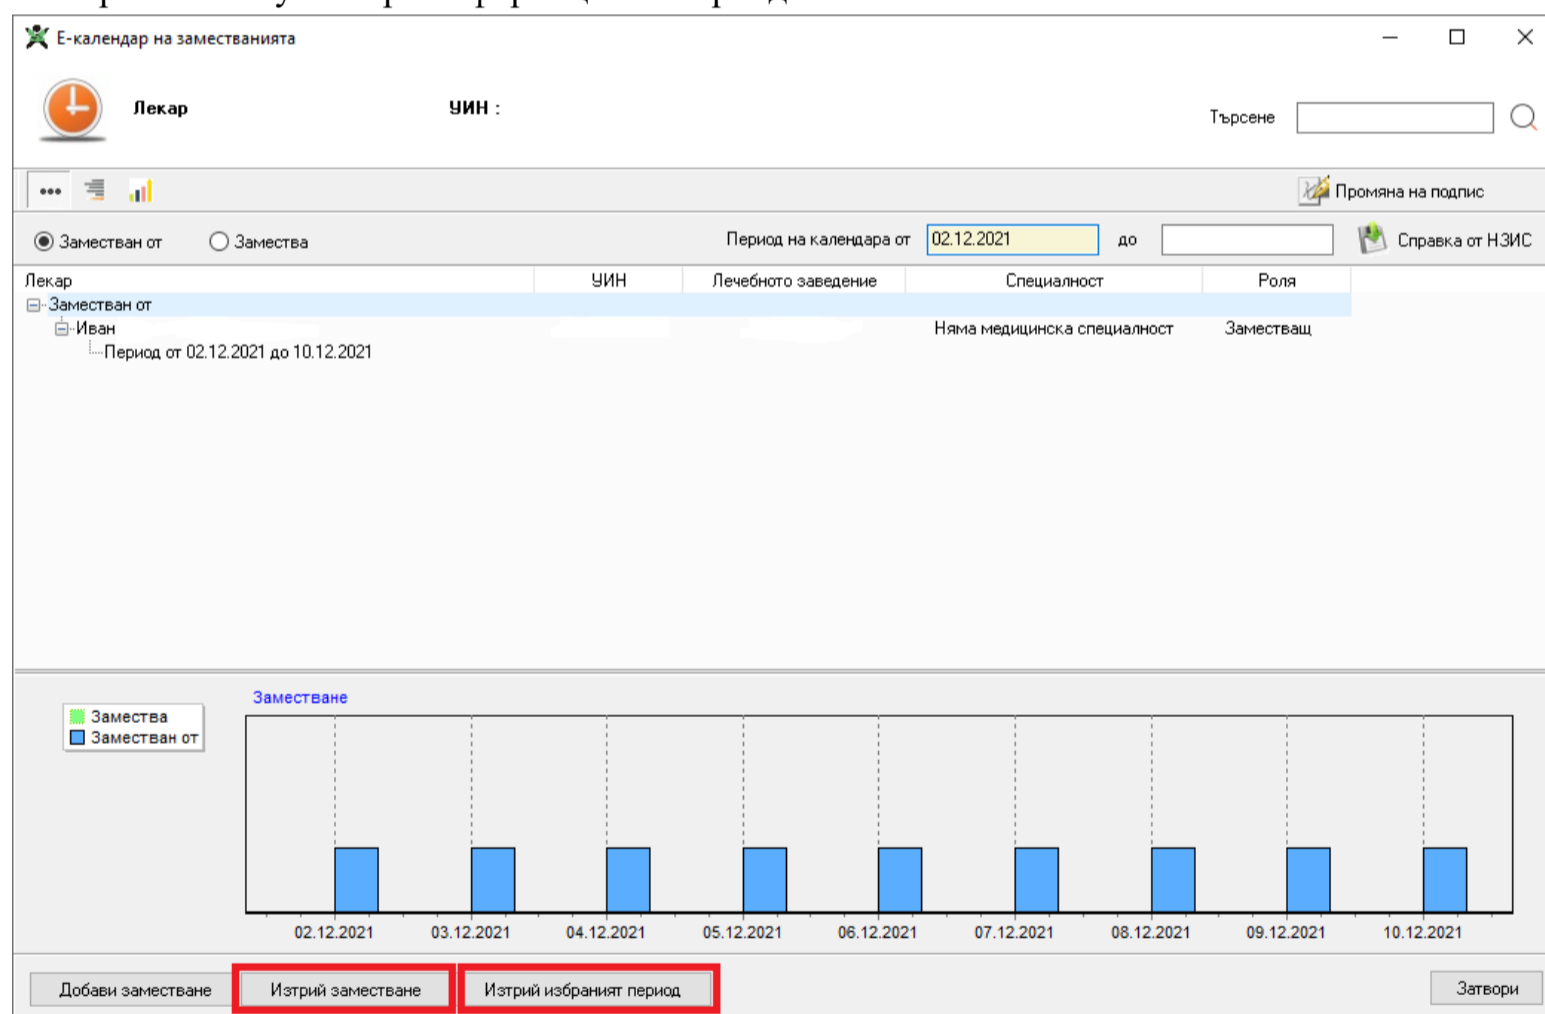 Е-календар на заместванията
Лекар УИН :
Търсене
Промяна на подпис
Заместван от Замества Период на календара от 02.12.2021 до Справка от НЗИС
Лекар УИН Лечебното заведение Специалност Роля
Заместван от
Иван Няма медицинска специалност Заместващ
Период от 02.12.2021 до 10.12.2021
Заместване
Замества
Заместван от
02.12.2021 03.12.2021 04.12.2021 05.12.2021 06.12.2021 07.12.2021 08.12.2021 09.12.2021 10.12.2021
Добави заместване Изтрий заместване Изтрий избраният период Затвори